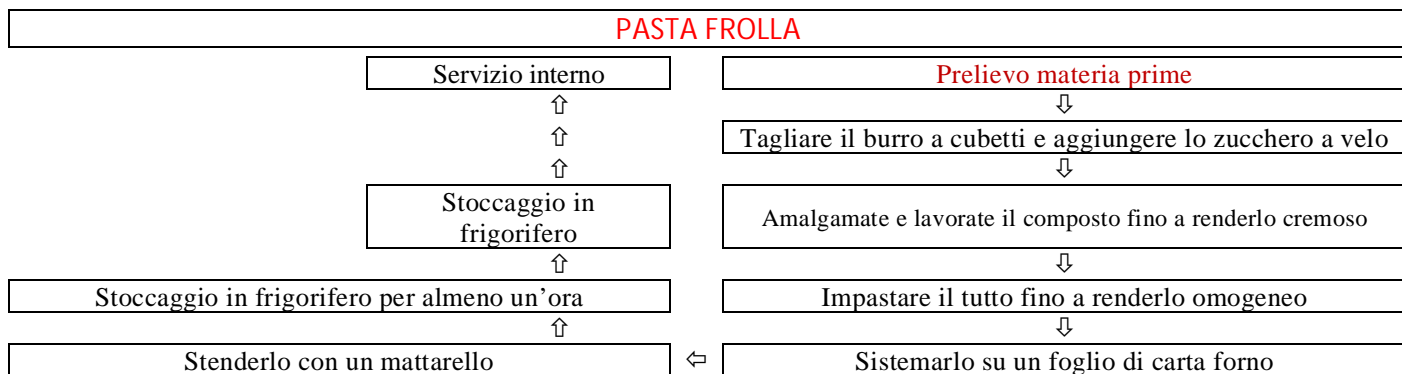 PASTA FROLLA
Servizio interno
Prelievo materia prime
⇧
⇩
⇧
Tagliare il burro a cubetti e aggiungere lo zucchero a velo
⇧
⇩
Stoccaggio in
frigorifero
Amalgamate e lavorate il composto fino a renderlo cremoso
⇧
⇩
Stoccaggio in frigorifero per almeno un’ora
Impastare il tutto fino a renderlo omogeneo
⇧
⇩
Stenderlo con un mattarello
⇦
Sistemarlo su un foglio di carta forno